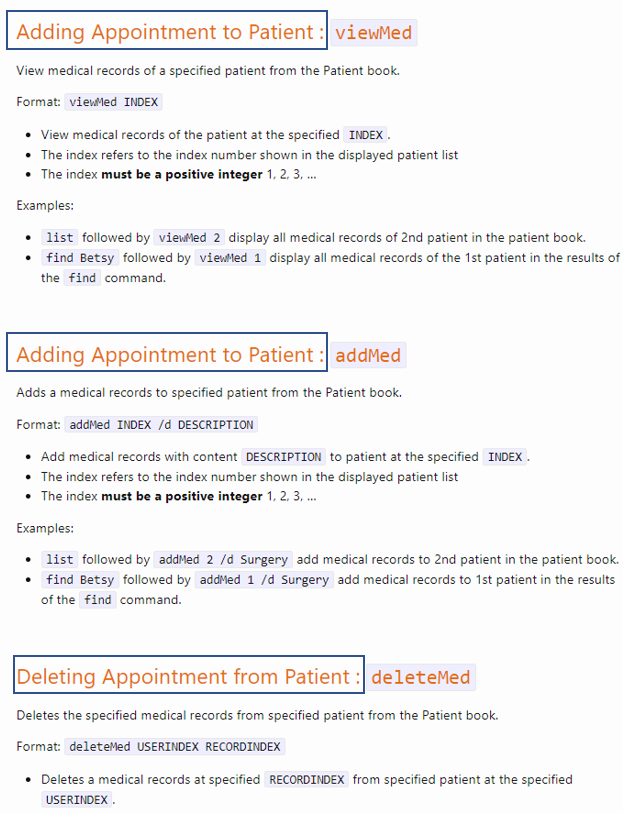 Adding Appointment to Patient : viewMed
View medical records of a specified patient from the Patient book.
Format: viewMed INDEX
• View medical records of the patient at the specified INDEX.
• The index refers to the index number shown in the displayed patient list
• The index must be a positive integer 1, 2, 3, ...
Examples:
• list followed by viewMed 2 display all medical records of 2nd patient in the patient book.
• find Betsy followed by viewMed 1 display all medical records of the 1st patient in the results of
the find command.
Adding Appointment to Patient : addMed
Adds a medical records to specified patient from the Patient book.
Format: addMed INDEX /d DESCRIPTION
• Add medical records with content DESCRIPTION to patient at the specified INDEX.
• The index refers to the index number shown in the displayed patient list
• The index must be a positive integer 1, 2, 3, ...
Examples:
• list followed by addMed 2 /d Surgery add medical records to 2nd patient in the patient book.
• find Betsy followed by addMed 1 /d Surgery add medical records to 1st patient in the results
of the find command.
Deleting Appointment from Patient : deleteMed
Deletes the specified medical records from specified patient from the Patient book.
Format: deleteMed USERINDEX RECORDINDEX
• Deletes a medical records at specified RECORDINDEX from specified patient at the specified
USERINDEX.